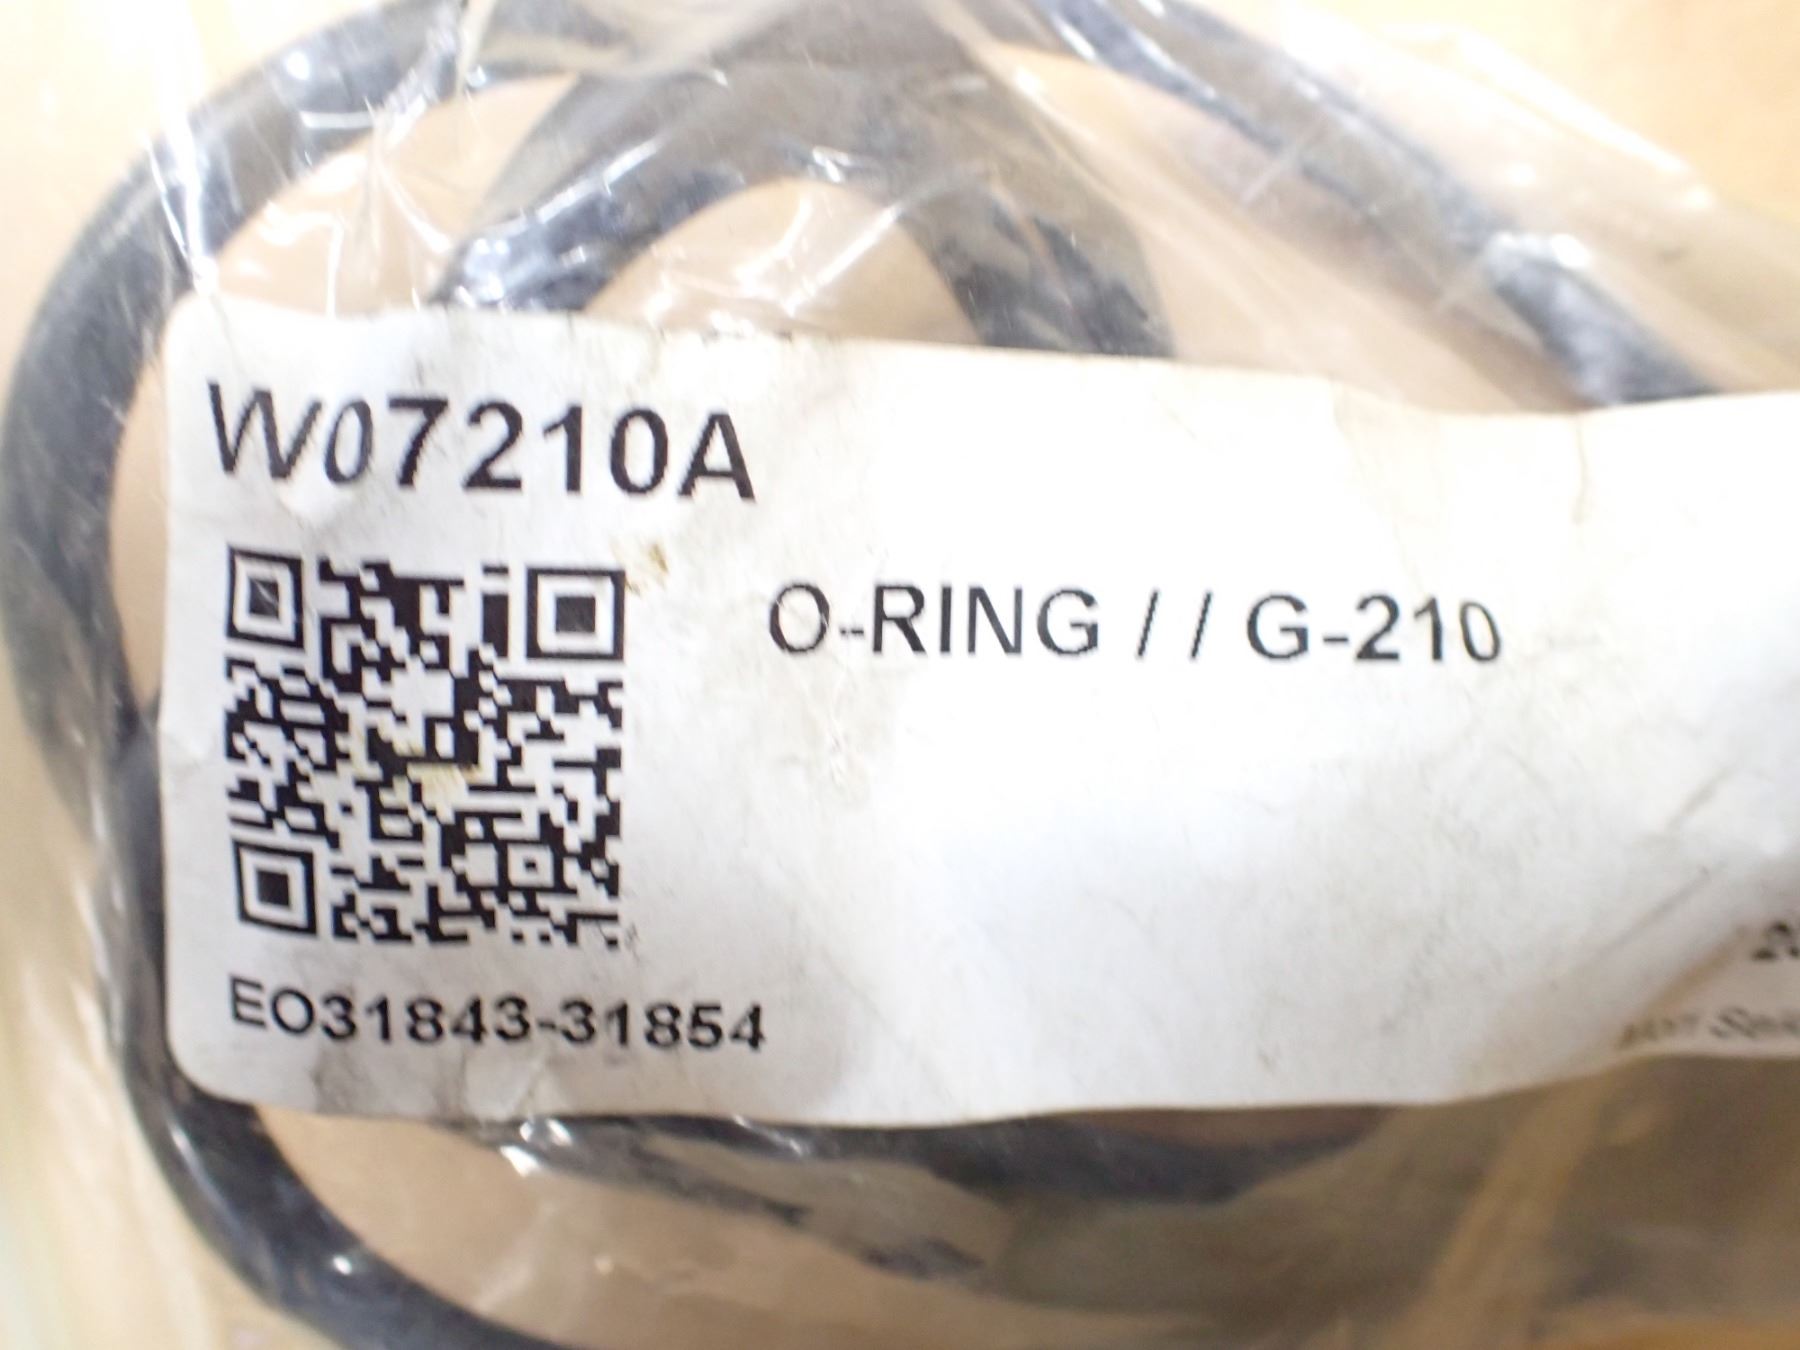 W07210A
O-RING / / G-210
EO31843-31854